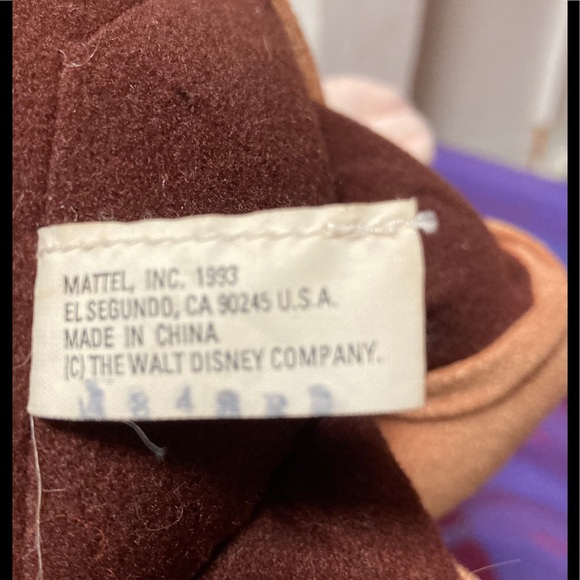 MATTEL, INC. 1993
EL SEGUNDO, CA 90245 U.S.A.
MADE IN CHINA
(C) THE WALT DISNEY COMPANY.